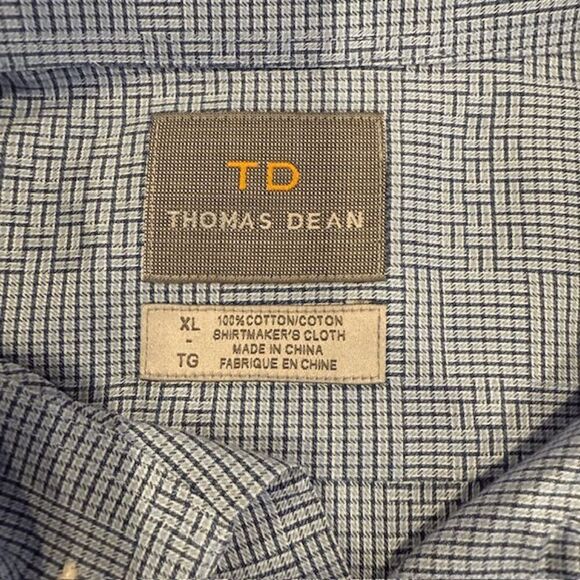 TD
THOMAS DEAN
XL
-
TG
100% COTTON/COTON
SHIRTMAKER'S CLOTH
MADE IN CHINA
FABRIQUE EN CHINE